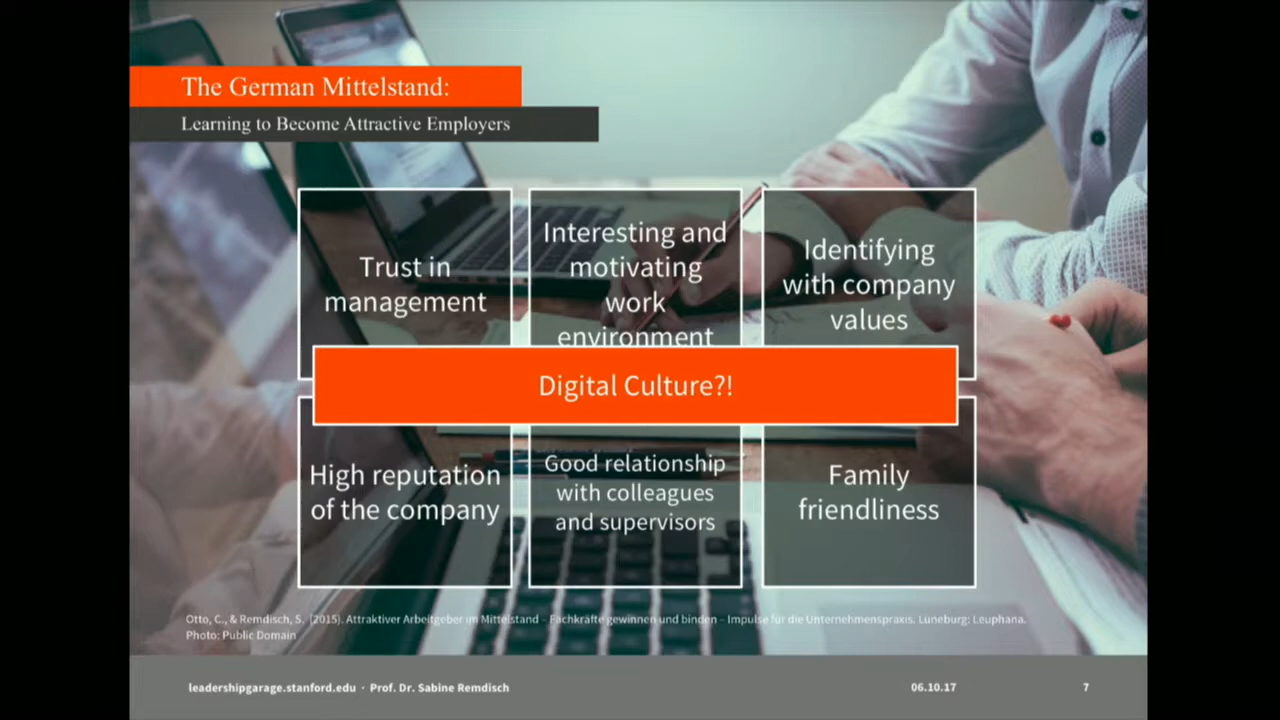 The German Mittelstand:
Learning to Become Attractive Employers
Trust in
management
Interesting and
motivating
work
environment
Identifying
with company
values
Digital Culture?!
High reputation
of the company
Good relationship
with colleagues
and supervisors
Family
friendliness
Otto, C., & Remdisch, S. (2015). Attraktiver Arbeitgeber im Mittelstand – Fachkräfte gewinnen und binden – Impulse für die Unternehmenspraxis. Lüneburg: Leuphana.
Photo: Public Domain
leadershipgarage.stanford.edu · Prof. Dr. Sabine Remdisch
06.10.17
7